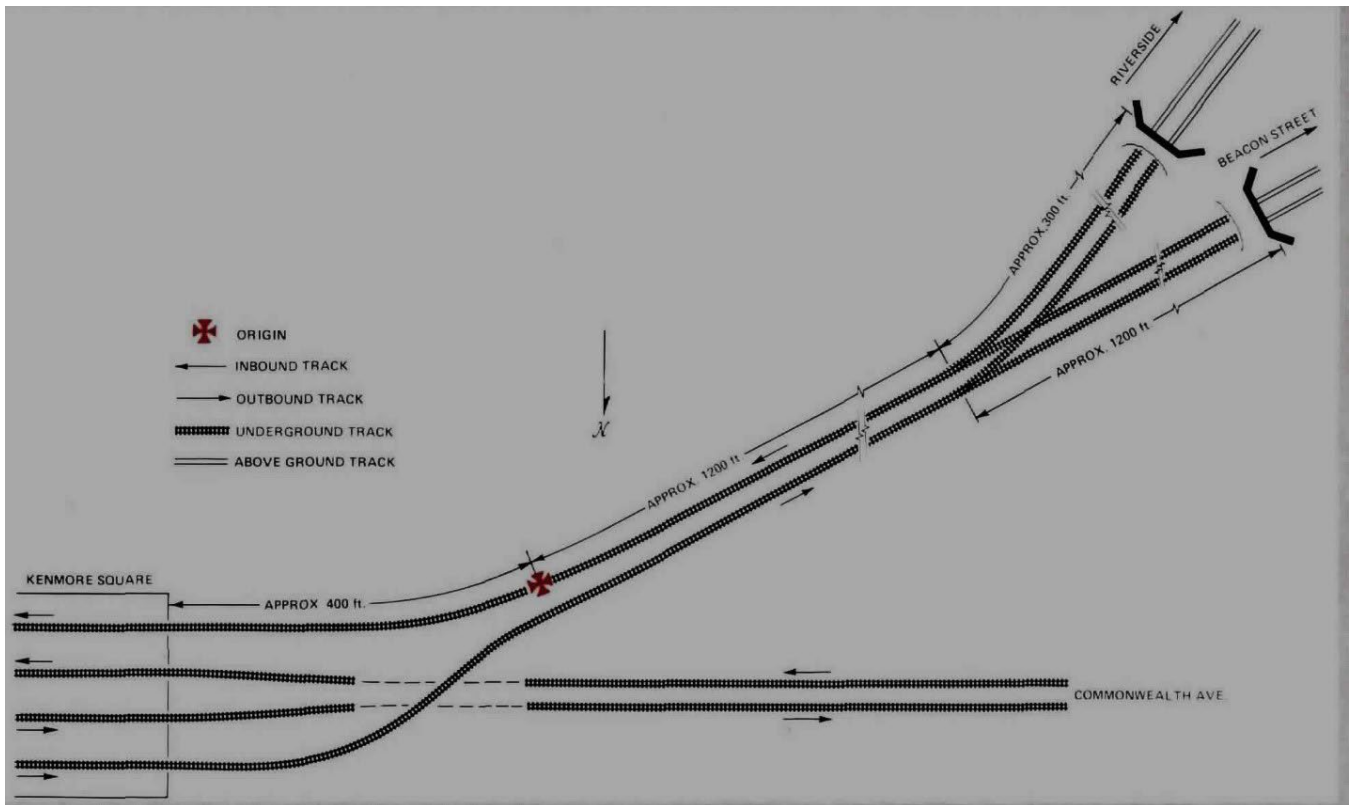 RIVERSIDE
BEACON STREET
APPROX. 300 ft.
ORIGIN
INBOUND TRACK
OUTBOUND TRACK
UNDERGROUND TRACK
ABOVE GROUND TRACK
N
APPROX. 1200 ft.
APPROX. 1200 ft
KENMORE SQUARE
APPROX 400 ft.
COMMONWEALTH AVE.